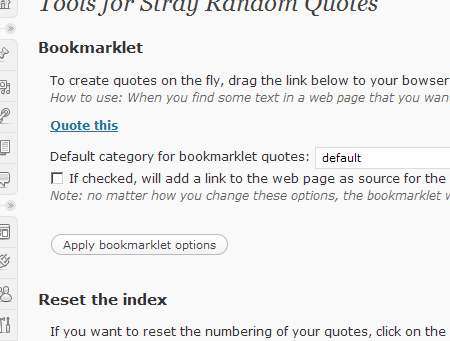 Tools for Stray Random Quotes
Bookmarklet
To create quotes on the fly, drag the link below to your bowser
How to use: When you find some text in a web page that you wan
Quote this
Default category for bookmarklet quotes: default
If checked, will add a link to the web page as source for the
Note: no matter how you change these options, the bookmarklet w
Apply bookmarklet options
Reset the index
If you want to reset the numbering of your quotes, click on the